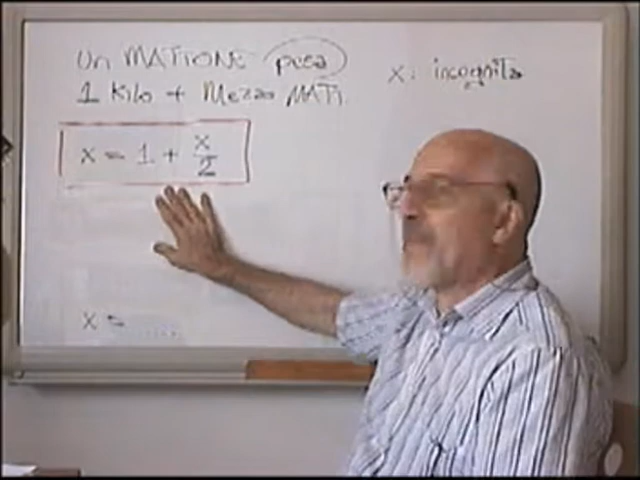 Un MATTONE pesa
1 Kilo + Mezzo MATT.
x: incognita
x = 1 + x/2
x =